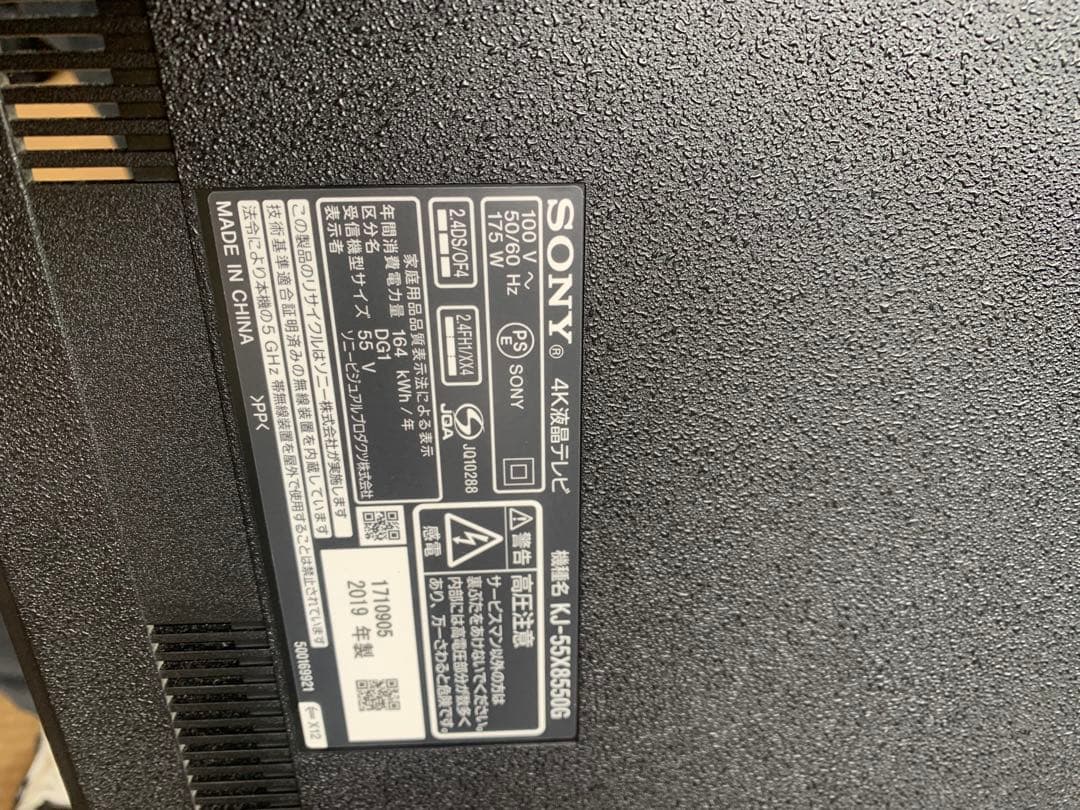 SONY® 4K液晶テレビ 機種名 KJ-55X8550G
100 V ～
50/60 Hz
175 W
PS
E
SONY
2.4DS/OF4
2.4FH1/XX4
JQA
JQ10288
家庭用品品質表示法による表示
年間消費電力量 164 kWh/年
区分名 DG1
受信機型サイズ 55 V
表示者 ソニービジュアルプロダクツ株式会社
この製品のリサイクルはソニー株式会社が実施します
技術基準適合証明済みの無線装置を内蔵しています
法令により本機の5 GHz 帯無線装置を屋外で使用することは禁止されています
MADE IN CHINA
>PP<
警告
感電
高圧注意
サービスマン以外の方は
裏ぶたをあけないでください。
内部には高電圧部分が数多く
あり、万一さわると危険です。
1710905
2019 年製
500169921
X12